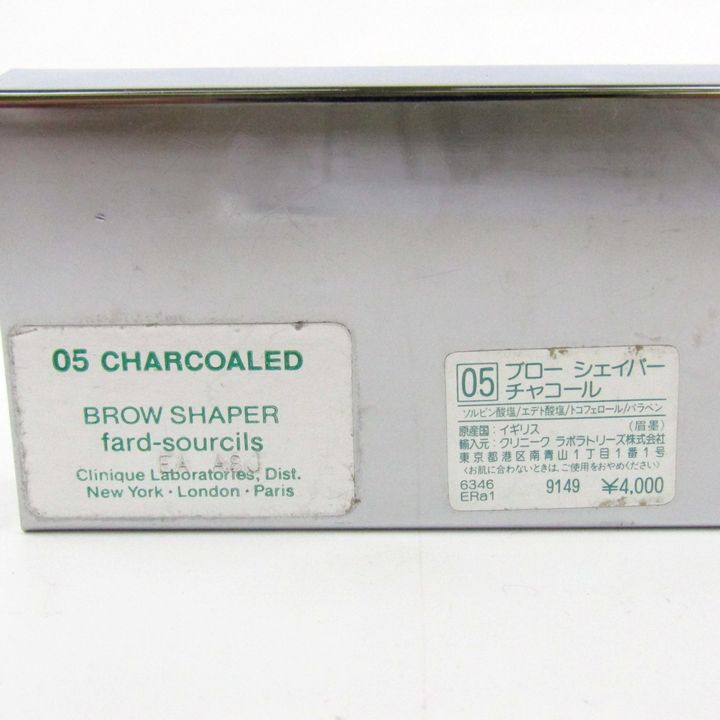 05 CHARCOALED
BROW SHAPER
fard-sourcils
Clinique Laboratories, Dist.
New York · London · Paris
05 ブロー シェイパー
チャコール
ソルビン酸塩/エデト酸塩/トコフェロール/パラベン
原産国:イギリス (眉墨)
輸入元:クリニーク ラボラトリーズ株式会社
東京都港区南青山1丁目1番1号
<お肌に合わないときは、ご使用をおやめください>
6346
ERa1 9149 ¥4,000